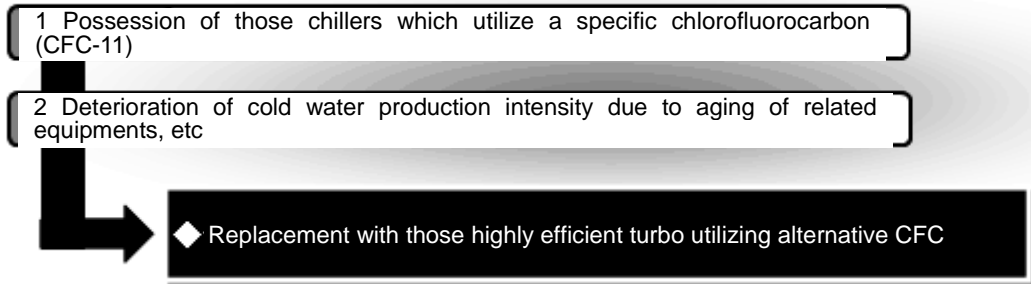 1 Possession of those chillers which utilize a specific chlorofluorocarbon
(CFC-11)
2 Deterioration of cold water production intensity due to aging of related
equipments, etc
Replacement with those highly efficient turbo utilizing alternative CFC